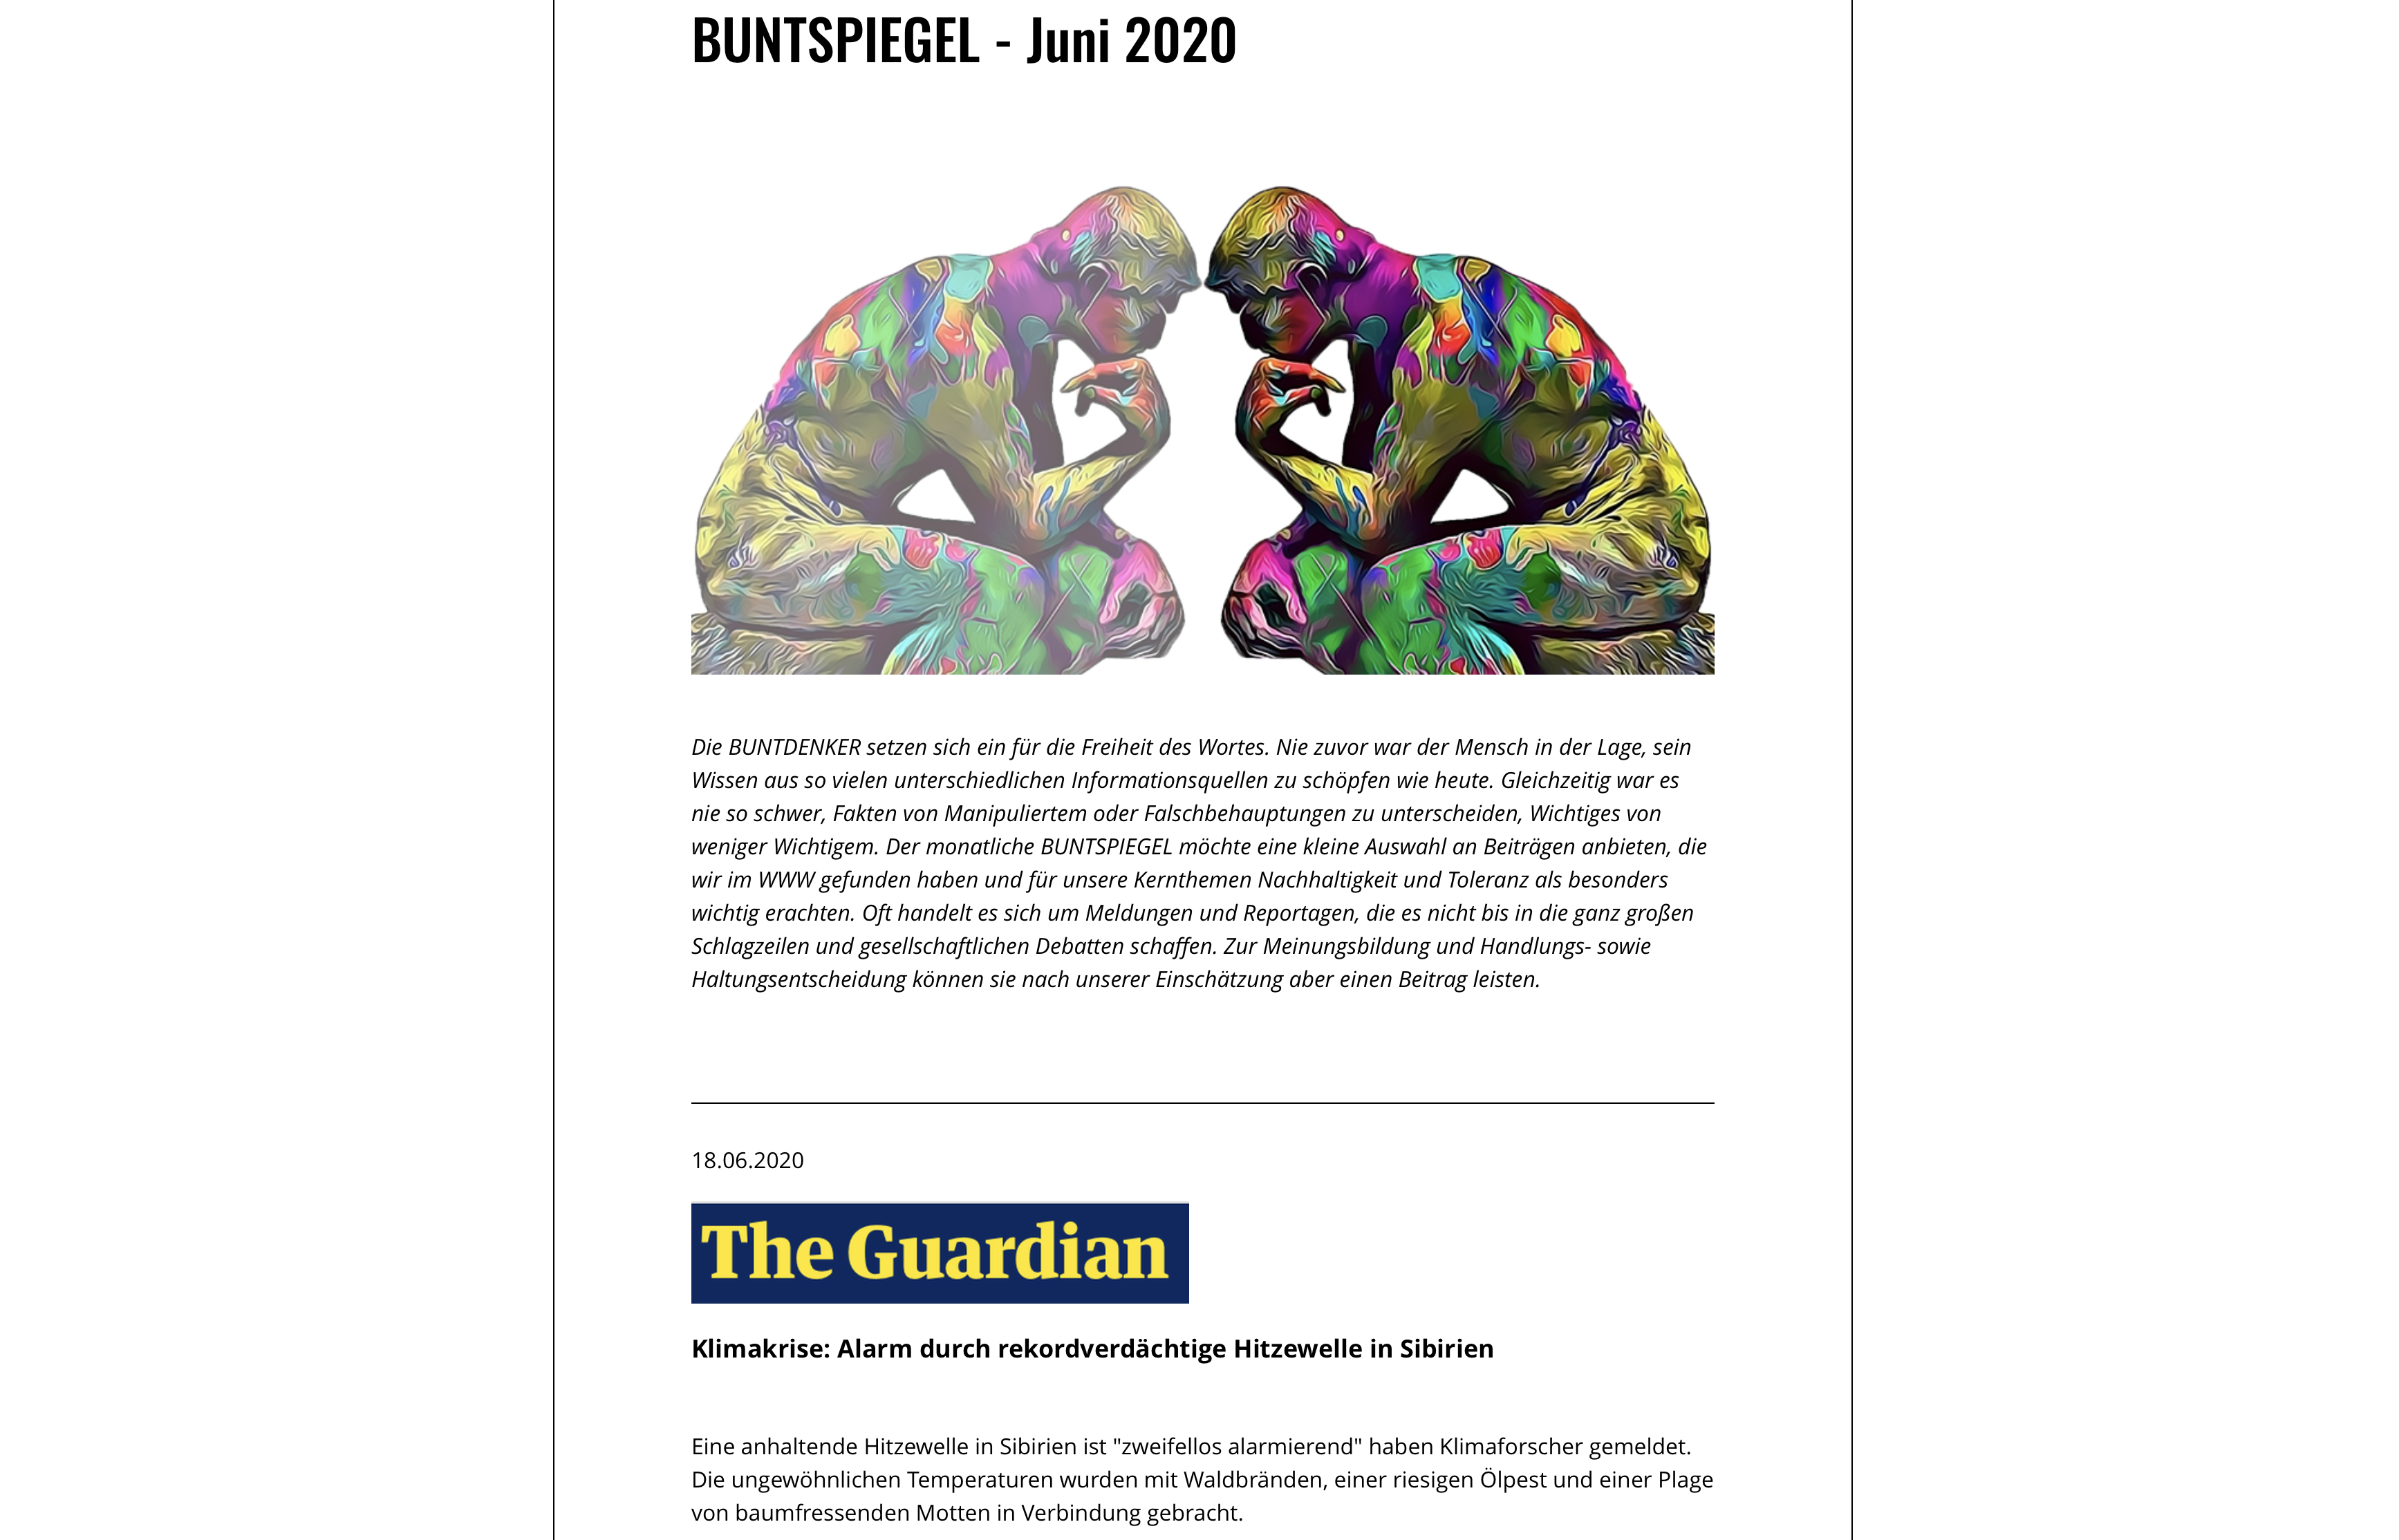 BUNTSPIEGEL - Juni 2020
Die BUNTDENKER setzen sich ein für die Freiheit des Wortes. Nie zuvor war der Mensch in der Lage, sein
Wissen aus so vielen unterschiedlichen Informationsquellen zu schöpfen wie heute. Gleichzeitig war es
nie so schwer, Fakten von Manipuliertem oder Falschbehauptungen zu unterscheiden, Wichtiges von
weniger Wichtigem. Der monatliche BUNTSPIEGEL möchte eine kleine Auswahl an Beiträgen anbieten, die
wir im WWW gefunden haben und für unsere Kernthemen Nachhaltigkeit und Toleranz als besonders
wichtig erachten. Oft handelt es sich um Meldungen und Reportagen, die es nicht bis in die ganz großen
Schlagzeilen und gesellschaftlichen Debatten schaffen. Zur Meinungsbildung und Handlungs- sowie
Haltungsentscheidung können sie nach unserer Einschätzung aber einen Beitrag leisten.
18.06.2020
The Guardian
Klimakrise: Alarm durch rekordverdächtige Hitzewelle in Sibirien
Eine anhaltende Hitzewelle in Sibirien ist "zweifellos alarmierend" haben Klimaforscher gemeldet.
Die ungewöhnlichen Temperaturen wurden mit Waldbränden, einer riesigen Ölpest und einer Plage
von baumfressenden Motten in Verbindung gebracht.